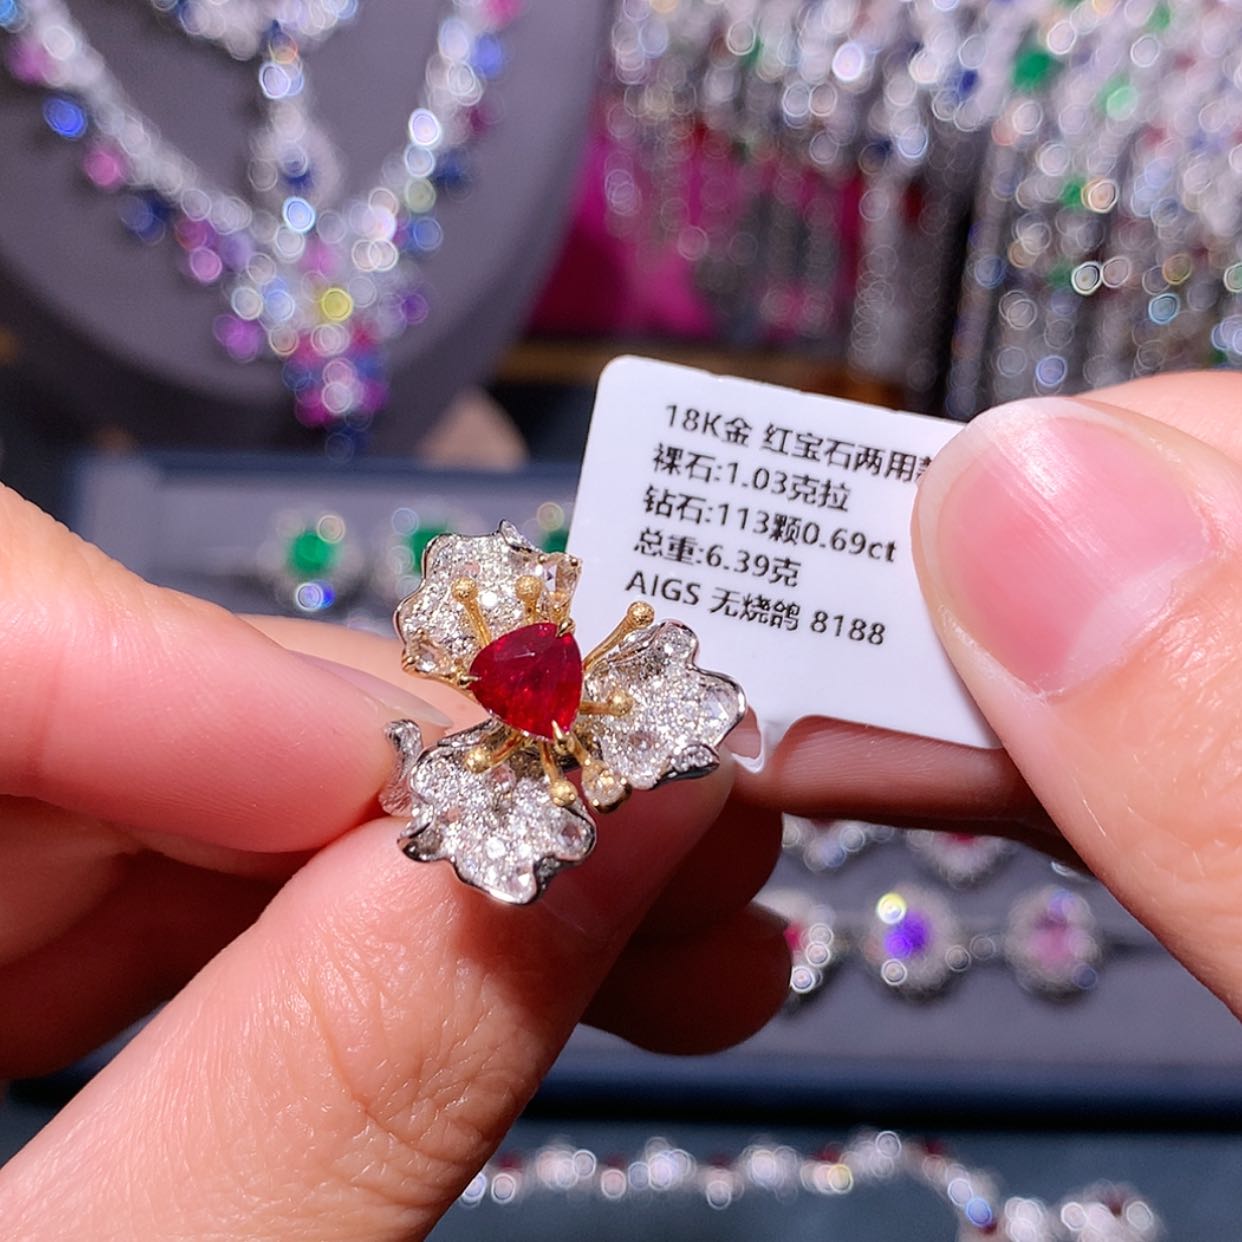 18K金 红宝石两用款
裸石:1.03克拉
钻石:113颗0.69ct
总重:6.39克
AIGS 无烧鸽 8188